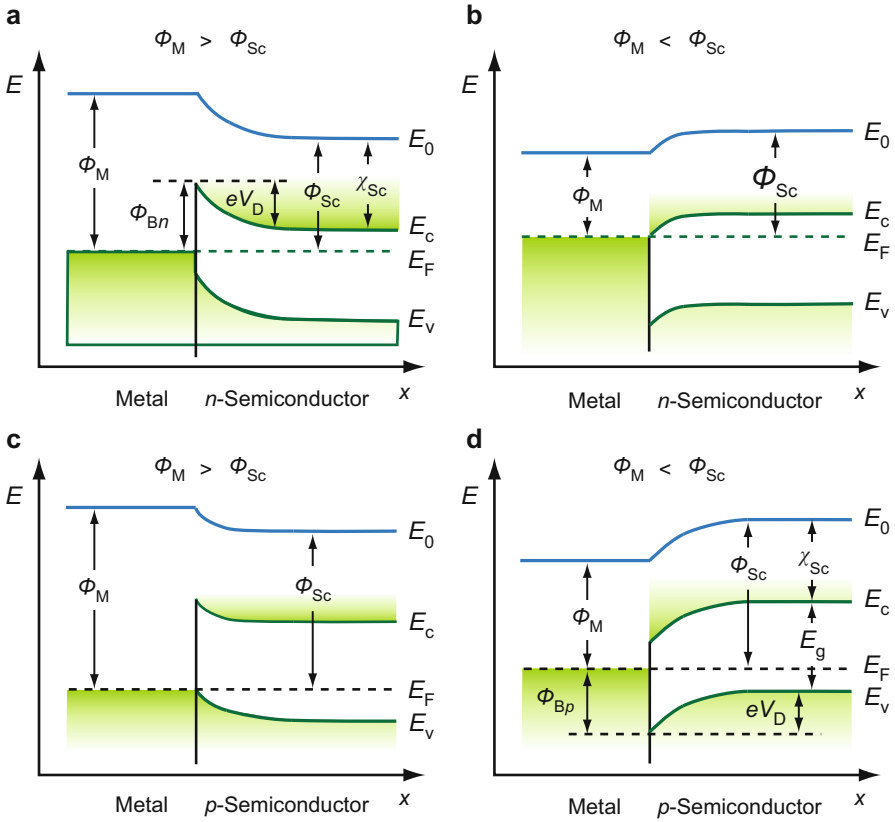 a
Φ_M > Φ_Sc
E
E_0
Φ_M
Φ_Bn
eV_D
Φ_Sc
χ_Sc
E_c
E_F
E_v
Metal n-Semiconductor x
b
Φ_M < Φ_Sc
E
E_0
Φ_M
Φ_Sc
E_c
E_F
E_v
Metal n-Semiconductor x
c
Φ_M > Φ_Sc
E
E_0
Φ_M
Φ_Sc
E_c
E_F
E_v
Metal p-Semiconductor x
d
Φ_M < Φ_Sc
E
E_0
Φ_Sc
χ_Sc
Φ_M
E_c
E_g
E_F
Φ_Bp
eV_D
E_v
Metal p-Semiconductor x